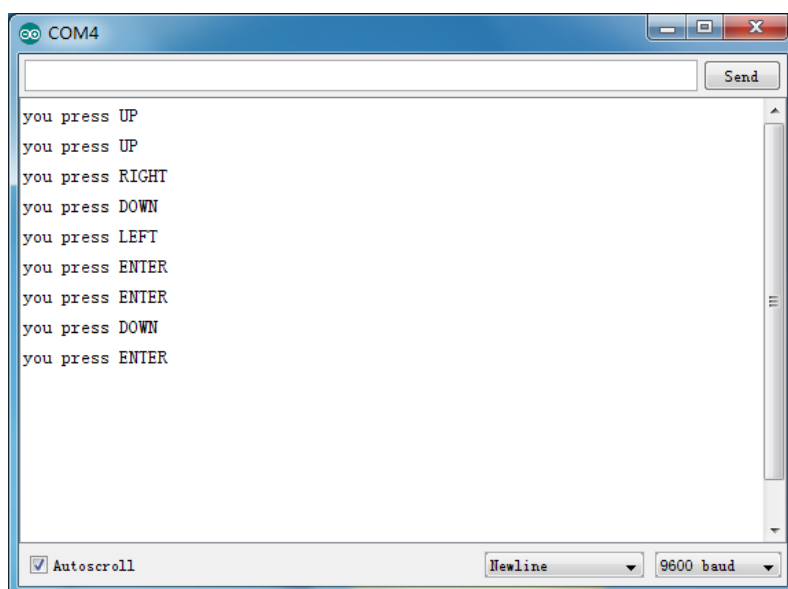 COM4
Send
you press UP
you press UP
you press RIGHT
you press DOWN
you press LEFT
you press ENTER
you press ENTER
you press DOWN
you press ENTER
Autoscroll
Newline
9600 baud